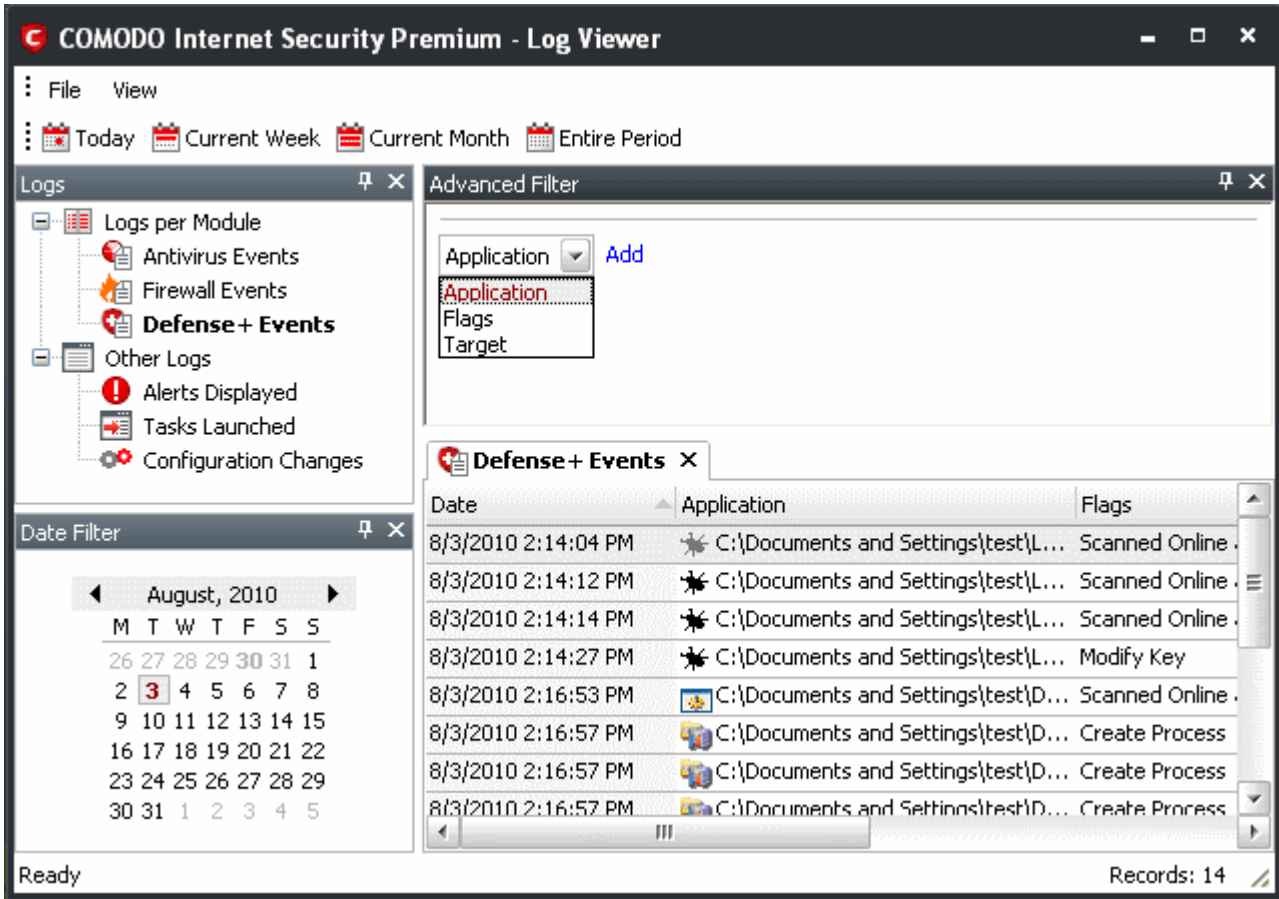 COMODO Internet Security Premium - Log Viewer
File View
Today Current Week Current Month Entire Period
Logs
Logs per Module
Antivirus Events
Firewall Events
Defense+ Events
Other Logs
Alerts Displayed
Tasks Launched
Configuration Changes
Date Filter
August, 2010
M T W T F S S
26 27 28 29 30 31 1
2 3 4 5 6 7 8
9 10 11 12 13 14 15
16 17 18 19 20 21 22
23 24 25 26 27 28 29
30 31 1 2 3 4 5
Advanced Filter
Application Add
Application
Flags
Target
Defense+ Events
Date Application Flags
8/3/2010 2:14:04 PM C:\Documents and Settings\test\L... Scanned Online
8/3/2010 2:14:12 PM C:\Documents and Settings\test\L... Scanned Online
8/3/2010 2:14:14 PM C:\Documents and Settings\test\L... Scanned Online
8/3/2010 2:14:27 PM C:\Documents and Settings\test\L... Modify Key
8/3/2010 2:16:53 PM C:\Documents and Settings\test\D... Scanned Online
8/3/2010 2:16:57 PM C:\Documents and Settings\test\D... Create Process
8/3/2010 2:16:57 PM C:\Documents and Settings\test\D... Create Process
8/3/2010 2:16:57 PM C:\Documents and Settings\test\D... Create Process
Ready Records: 14